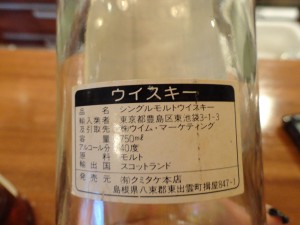 ウイスキー
品名 シングルモルトウイスキー
輸入業者 東京都豊島区東池袋3-1-3
及引取先 ㈱ワイム・マーケティング
容量 750㎖
アルコール分 40度
原料 モルト
輸出国 スコットランド
発売元 ㈲クミタケ本店
島根県八束郡東出雲町揖屋847-1